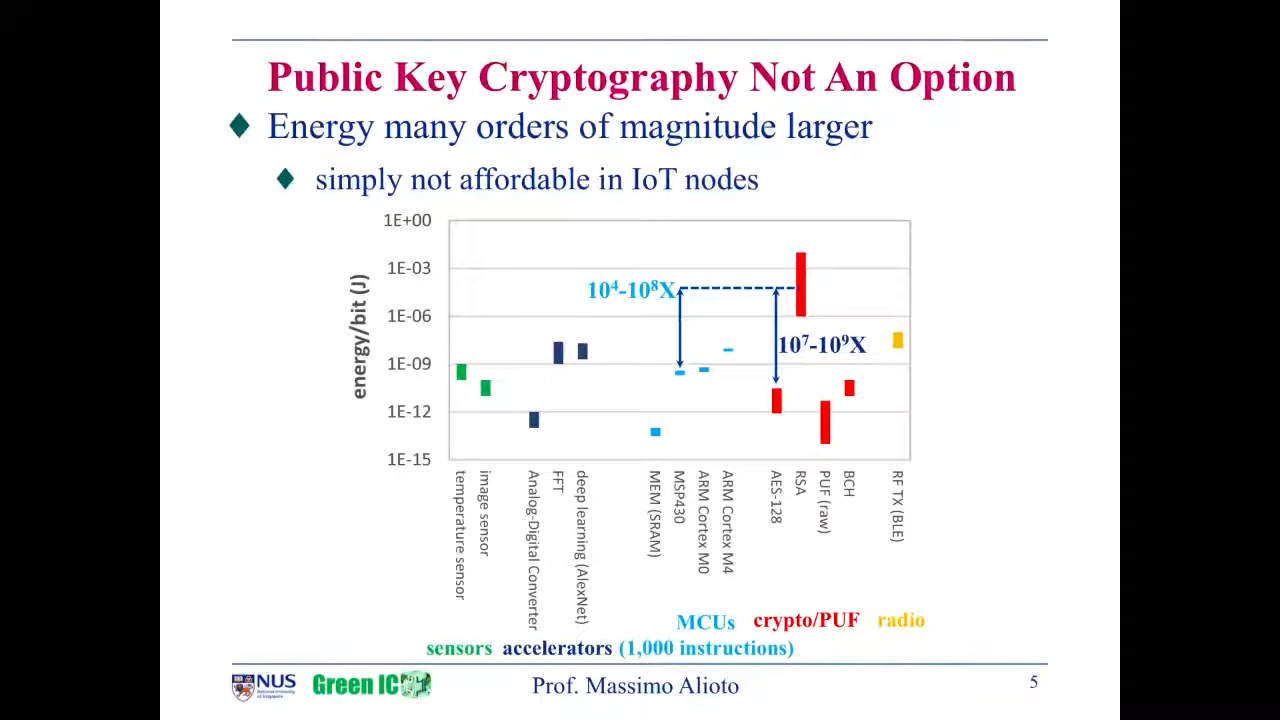 Public Key Cryptography Not An Option
Energy many orders of magnitude larger
simply not affordable in IoT nodes
energy/bit (J)
1E+00
1E-03
1E-06
1E-09
1E-12
1E-15
10⁴-10⁸X
10⁷-10⁹X
temperature sensor
image sensor
Analog-Digital Converter
FFT
deep learning (AlexNet)
MEM (SRAM)
MSP430
ARM Cortex M0
ARM Cortex M4
AES-128
RSA
PUF (raw)
BCH
RF TX (BLE)
MCUs crypto/PUF radio
sensors accelerators (1,000 instructions)
NUS
National University
of Singapore
Green IC
Prof. Massimo Alioto
5